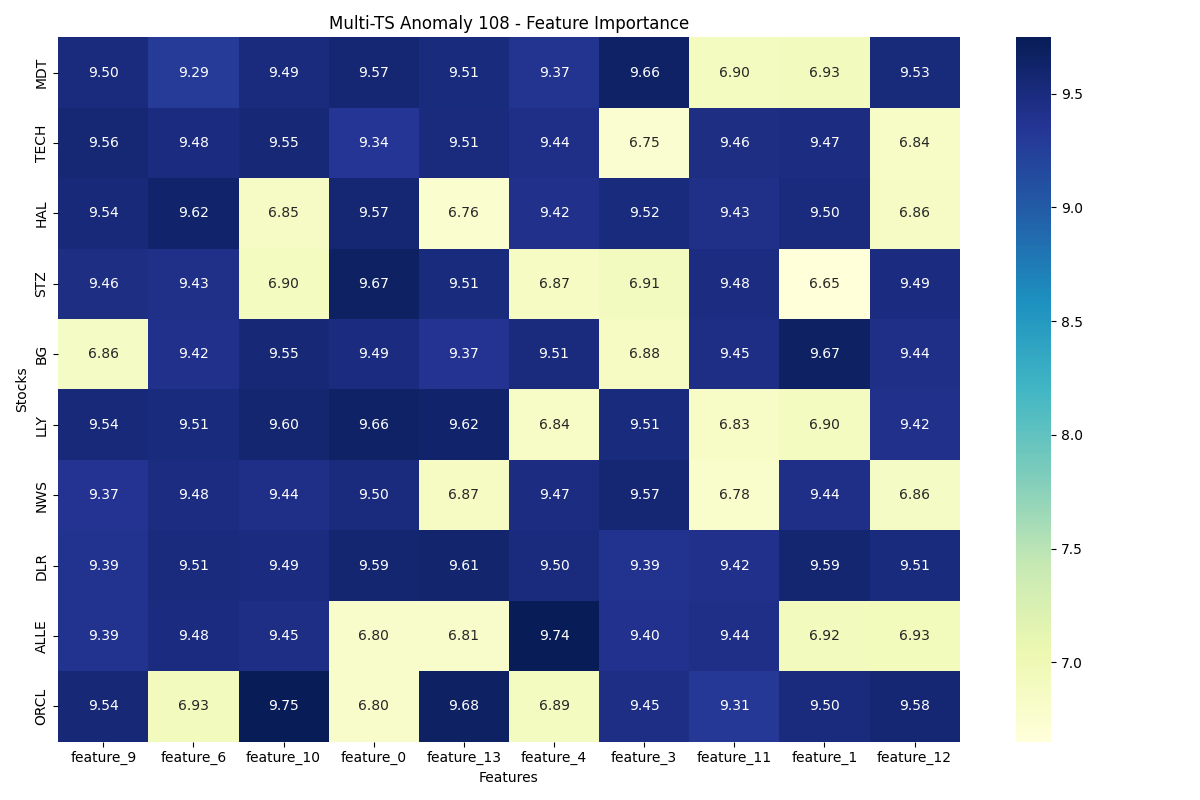 Multi-TS Anomaly 108 - Feature Importance
Stocks
MDT 9.50 9.29 9.49 9.57 9.51 9.37 9.66 6.90 6.93 9.53
TECH 9.56 9.48 9.55 9.34 9.51 9.44 6.75 9.46 9.47 6.84
HAL 9.54 9.62 6.85 9.57 6.76 9.42 9.52 9.43 9.50 6.86
STZ 9.46 9.43 6.90 9.67 9.51 6.87 6.91 9.48 6.65 9.49
BG 6.86 9.42 9.55 9.49 9.37 9.51 6.88 9.45 9.67 9.44
LLY 9.54 9.51 9.60 9.66 9.62 6.84 9.51 6.83 6.90 9.42
NWS 9.37 9.48 9.44 9.50 6.87 9.47 9.57 6.78 9.44 6.86
DLR 9.39 9.51 9.49 9.59 9.61 9.50 9.39 9.42 9.59 9.51
ALLE 9.39 9.48 9.45 6.80 6.81 9.74 9.40 9.44 6.92 6.93
ORCL 9.54 6.93 9.75 6.80 9.68 6.89 9.45 9.31 9.50 9.58
feature_9 feature_6 feature_10 feature_0 feature_13 feature_4 feature_3 feature_11 feature_1 feature_12
Features
9.5
9.0
8.5
8.0
7.5
7.0